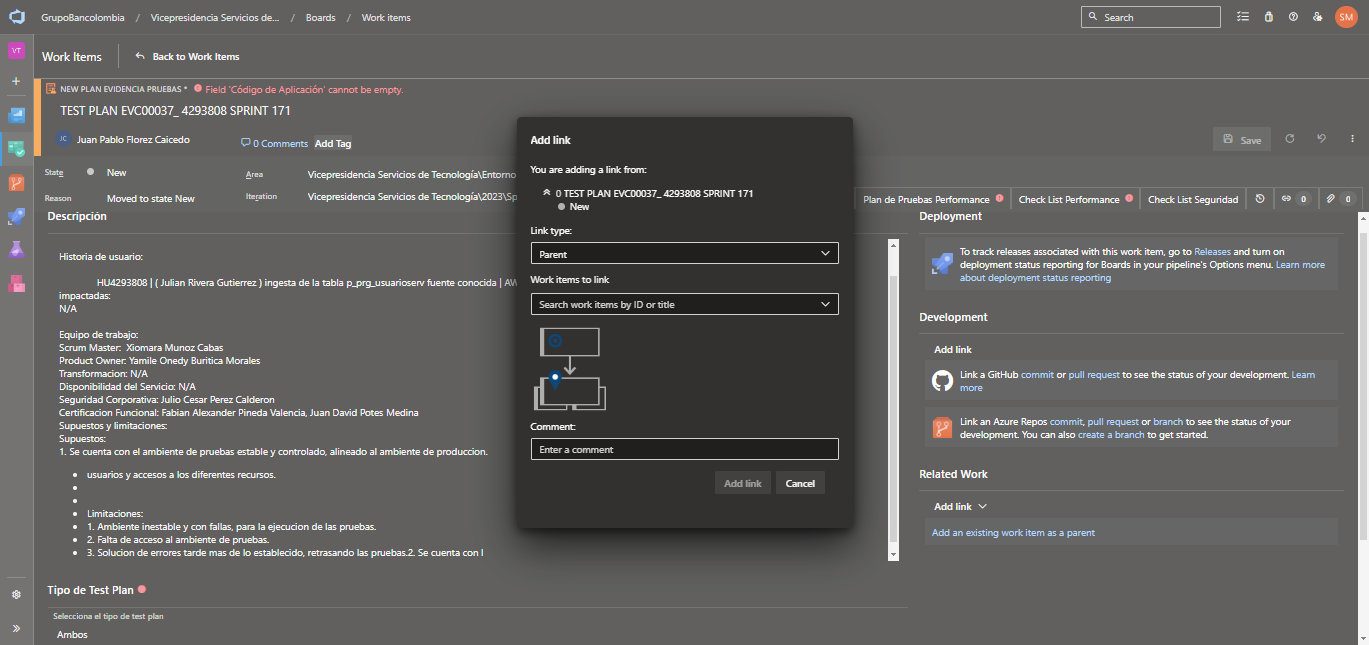 GrupoBancolombia / Vicepresidencia Servicios de... / Boards / Work items
Search
SM
VT
Work Items
Back to Work Items
NEW PLAN EVIDENCIA PRUEBAS * Field 'Código de Aplicación' cannot be empty.
TEST PLAN EVC00037_ 4293808 SPRINT 171
JC Juan Pablo Florez Caicedo
0 Comments Add Tag
Save
State New
Area Vicepresidencia Servicios de Tecnología\Entorno
Reason Moved to state New
Iteration Vicepresidencia Servicios de Tecnología\2023\Sp
Plan de Pruebas Performance Check List Performance Check List Seguridad 0 0
Descripción
Historia de usuario:
HU4293808 | ( Julian Rivera Gutierrez ) ingesta de la tabla p_prg_usuarioserv fuente conocida | AW
impactadas:
N/A
Equipo de trabajo:
Scrum Master: Xiomara Munoz Cabas
Product Owner: Yamile Onedy Buritica Morales
Transformacion: N/A
Disponibilidad del Servicio: N/A
Seguridad Corporativa: Julio Cesar Perez Calderon
Certificacion Funcional: Fabian Alexander Pineda Valencia, Juan David Potes Medina
Supuestos y limitaciones:
Supuestos:
1. Se cuenta con el ambiente de pruebas estable y controlado, alineado al ambiente de produccion.
usuarios y accesos a los diferentes recursos.
Limitaciones:
1. Ambiente inestable y con fallas, para la ejecucion de las pruebas.
2. Falta de acceso al ambiente de pruebas.
3. Solucion de errores tarde mas de lo establecido, retrasando las pruebas.2. Se cuenta con l
Tipo de Test Plan
Selecciona el tipo de test plan
Ambos
Add link
You are adding a link from:
0 TEST PLAN EVC00037_ 4293808 SPRINT 171
New
Link type:
Parent
Work items to link
Search work items by ID or title
Comment:
Enter a comment
Add link Cancel
Deployment
To track releases associated with this work item, go to Releases and turn on
deployment status reporting for Boards in your pipeline's Options menu. Learn more
about deployment status reporting
Development
Add link
Link a GitHub commit or pull request to see the status of your development. Learn
more
Link an Azure Repos commit, pull request or branch to see the status of your
development. You can also create a branch to get started.
Related Work
Add link
Add an existing work item as a parent